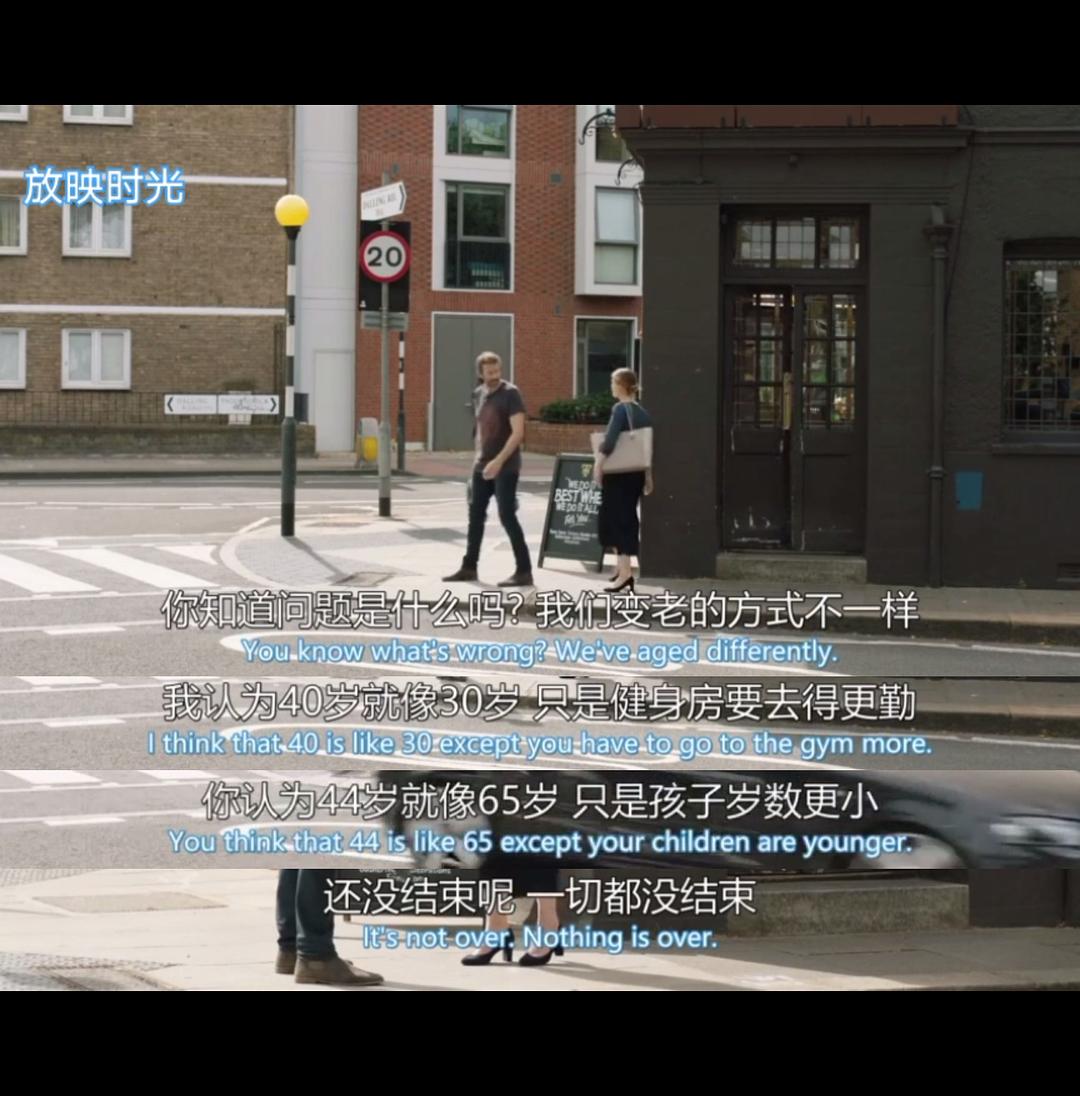 放映时光
20
BEST WHE
WE DO IT ALL
你知道问题是什么吗? 我们变老的方式不一样
You know what's wrong? We've aged differently.
我认为40岁就像30岁 只是健身房要去得更勤
I think that 40 is like 30 except you have to go to the gym more.
你认为44岁就像65岁 只是孩子岁数更小
You think that 44 is like 65 except your children are younger.
还没结束呢 一切都没结束
It's not over. Nothing is over.